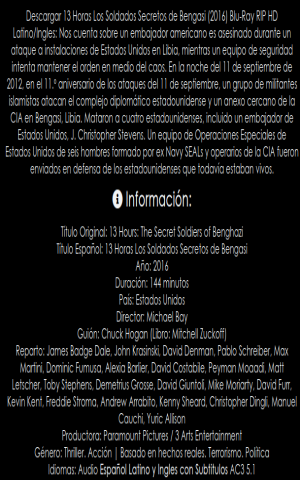 Descargar 13 Horas Los Soldados Secretos de Bengasi (2016) Blu-Ray RIP HD
Latino/Ingles: Nos cuenta sobre un embajador americano es asesinado durante un
ataque a instalaciones de Estados Unidos en Libia, mientras un equipo de seguridad
intenta mantener el orden en medio del caos. En la noche del 11 de septiembre de
2012, en el 11.º aniversario de los ataques del 11 de septiembre, un grupo de militantes
islamistas atacan el complejo diplomático estadounidense y un anexo cercano de la
CIA en Bengasi, Libia. Mataron a cuatro estadounidenses, incluido un embajador de
Estados Unidos, J. Christopher Stevens. Un equipo de Operaciones Especiales de
Estados Unidos de seis hombres formado por ex Navy SEALs y operarios de la CIA fueron
enviados en defensa de los estadounidenses que todavía estaban vivos.
Información:
Titulo Original: 13 Hours: The Secret Soldiers of Benghazi
Titulo Español: 13 Horas Los Soldados Secretos de Bengasi
Año: 2016
Duración: 144 minutos
País: Estados Unidos
Director: Michael Bay
Guión: Chuck Hogan (Libro: Mitchell Zuckoff)
Reparto: James Badge Dale, John Krasinski, David Denman, Pablo Schreiber, Max
Martini, Dominic Fumusa, Alexia Barlier, David Costabile, Peyman Moaadi, Matt
Letscher, Toby Stephens, Demetrius Grosse, David Giuntoli, Mike Moriarty, David Furr,
Kevin Kent, Freddie Stroma, Andrew Arrabito, Kenny Sheard, Christopher Dingli, Manuel
Cauchi, Yuric Allison
Productora: Paramount Pictures / 3 Arts Entertainment
Género: Thriller. Acción | Basado en hechos reales. Terrorismo. Política
Idiomas: Audio Español Latino y Ingles con Subtitulos AC3 5.1